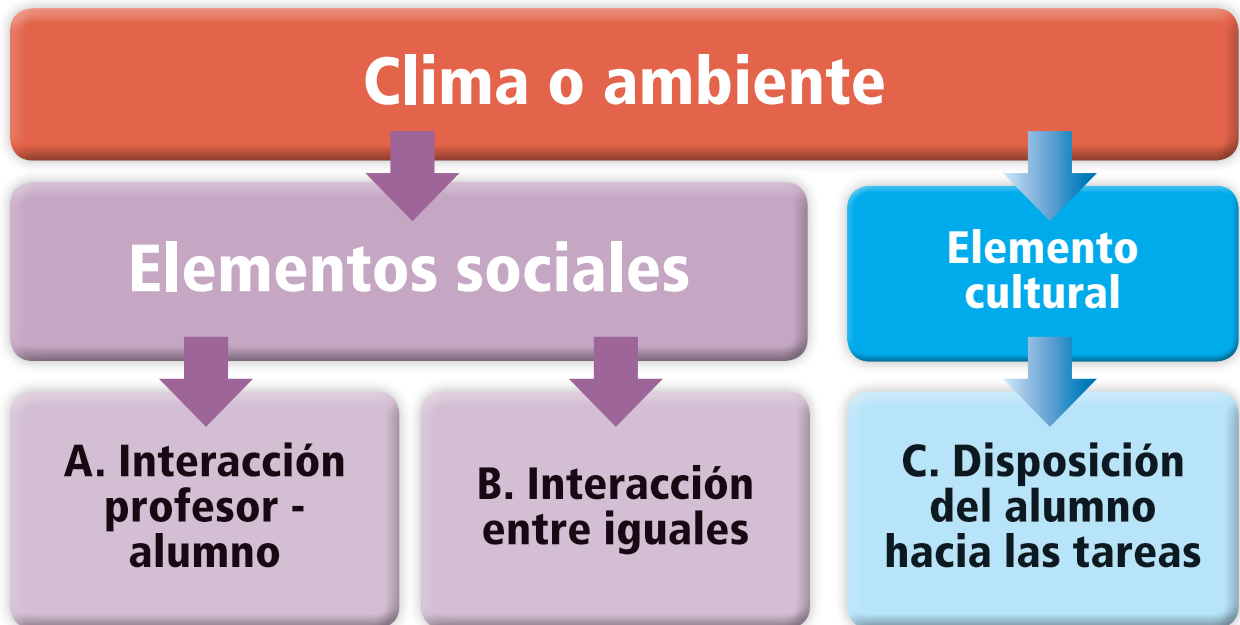 Clima o ambiente
Elementos sociales
Elemento
cultural
A. Interacción
profesor -
alumno
B. Interacción
entre iguales
C. Disposición
del alumno
hacia las tareas